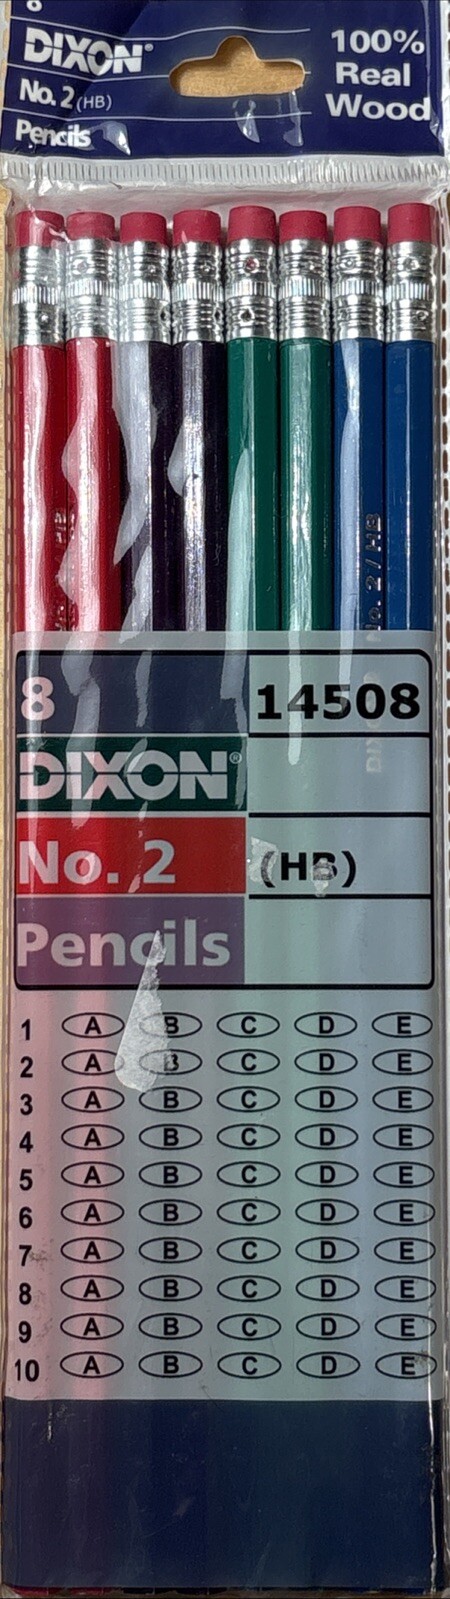 8
DIXON®
No. 2 (HB)
Pencils
100%
Real
Wood
No. 2 / HB
8
14508
DIXON®
No. 2
(HB)
Pencils
1 A B C D E
2 A B C D E
3 A B C D E
4 A B C D E
5 A B C D E
6 A B C D E
7 A B C D E
8 A B C D E
9 A B C D E
10 A B C D E